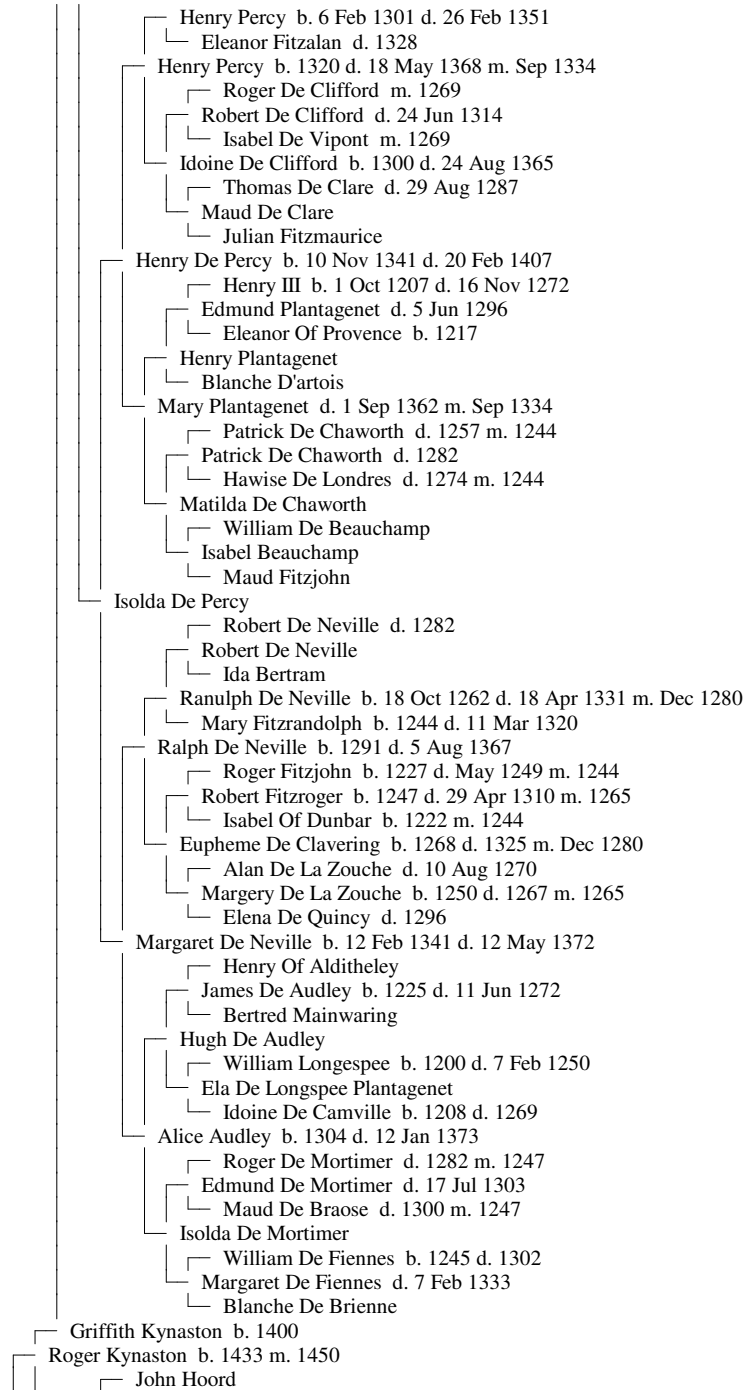 Henry Percy b. 6 Feb 1301 d. 26 Feb 1351
Eleanor Fitzalan d. 1328
Henry Percy b. 1320 d. 18 May 1368 m. Sep 1334
Roger De Clifford m. 1269
Robert De Clifford d. 24 Jun 1314
Isabel De Vipont m. 1269
Idoine De Clifford b. 1300 d. 24 Aug 1365
Thomas De Clare d. 29 Aug 1287
Maud De Clare
Julian Fitzmaurice
Henry De Percy b. 10 Nov 1341 d. 20 Feb 1407
Henry III b. 1 Oct 1207 d. 16 Nov 1272
Edmund Plantagenet d. 5 Jun 1296
Eleanor Of Provence b. 1217
Henry Plantagenet
Blanche D'artois
Mary Plantagenet d. 1 Sep 1362 m. Sep 1334
Patrick De Chaworth d. 1257 m. 1244
Patrick De Chaworth d. 1282
Hawise De Londres d. 1274 m. 1244
Matilda De Chaworth
William De Beauchamp
Isabel Beauchamp
Maud Fitzjohn
Isolda De Percy
Robert De Neville d. 1282
Robert De Neville
Ida Bertram
Ranulph De Neville b. 18 Oct 1262 d. 18 Apr 1331 m. Dec 1280
Mary Fitzrandolph b. 1244 d. 11 Mar 1320
Ralph De Neville b. 1291 d. 5 Aug 1367
Roger Fitzjohn b. 1227 d. May 1249 m. 1244
Robert Fitzroger b. 1247 d. 29 Apr 1310 m. 1265
Isabel Of Dunbar b. 1222 m. 1244
Eupheme De Clavering b. 1268 d. 1325 m. Dec 1280
Alan De La Zouche d. 10 Aug 1270
Margery De La Zouche b. 1250 d. 1267 m. 1265
Elena De Quincy d. 1296
Margaret De Neville b. 12 Feb 1341 d. 12 May 1372
Henry Of Alditheley
James De Audley b. 1225 d. 11 Jun 1272
Bertred Mainwaring
Hugh De Audley
William Longespee b. 1200 d. 7 Feb 1250
Ela De Longspee Plantagenet
Idoine De Camville b. 1208 d. 1269
Alice Audley b. 1304 d. 12 Jan 1373
Roger De Mortimer d. 1282 m. 1247
Edmund De Mortimer d. 17 Jul 1303
Maud De Braose d. 1300 m. 1247
Isolda De Mortimer
William De Fiennes b. 1245 d. 1302
Margaret De Fiennes d. 7 Feb 1333
Blanche De Brienne
Griffith Kynaston b. 1400
Roger Kynaston b. 1433 m. 1450
John Hoord